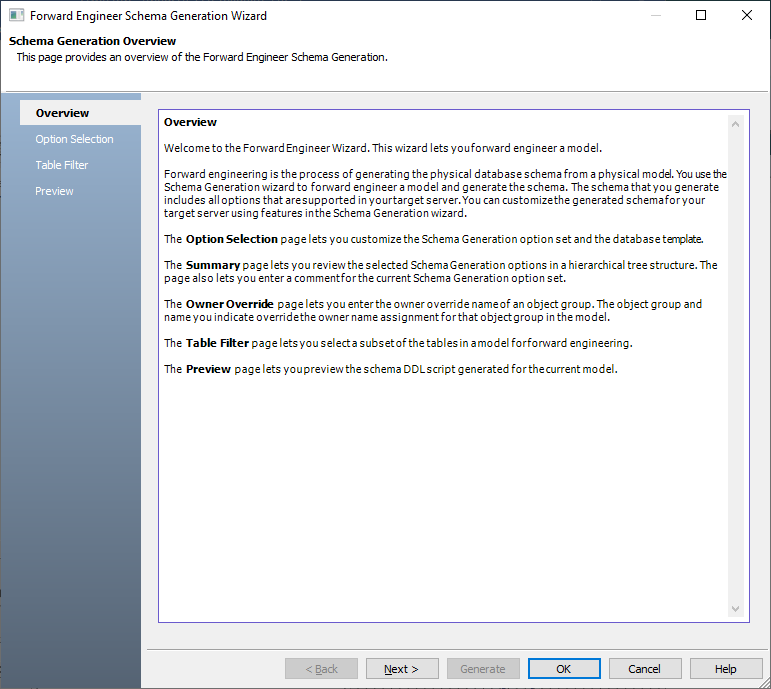 Forward Engineer Schema Generation Wizard
Schema Generation Overview
This page provides an overview of the Forward Engineer Schema Generation.
Overview
Option Selection
Table Filter
Preview
Overview
Welcome to the Forward Engineer Wizard. This wizard lets you forward engineer a model.
Forward engineering is the process of generating the physical database schema from a physical model. You use the
Schema Generation wizard to forward engineer a model and generate the schema. The schema that you generate
includes all options that are supported in your target server. You can customize the generated schema for your
target server using features in the Schema Generation wizard.
The Option Selection page lets you customize the Schema Generation option set and the database template.
The Summary page lets you review the selected Schema Generation options in a hierarchical tree structure. The
page also lets you enter a comment for the current Schema Generation option set.
The Owner Override page lets you enter the owner override name of an object group. The object group and
name you indicate override the owner name assignment for that object group in the model.
The Table Filter page lets you select a subset of the tables in a model for forward engineering.
The Preview page lets you preview the schema DDL script generated for the current model.
< Back
Next >
Generate
OK
Cancel
Help